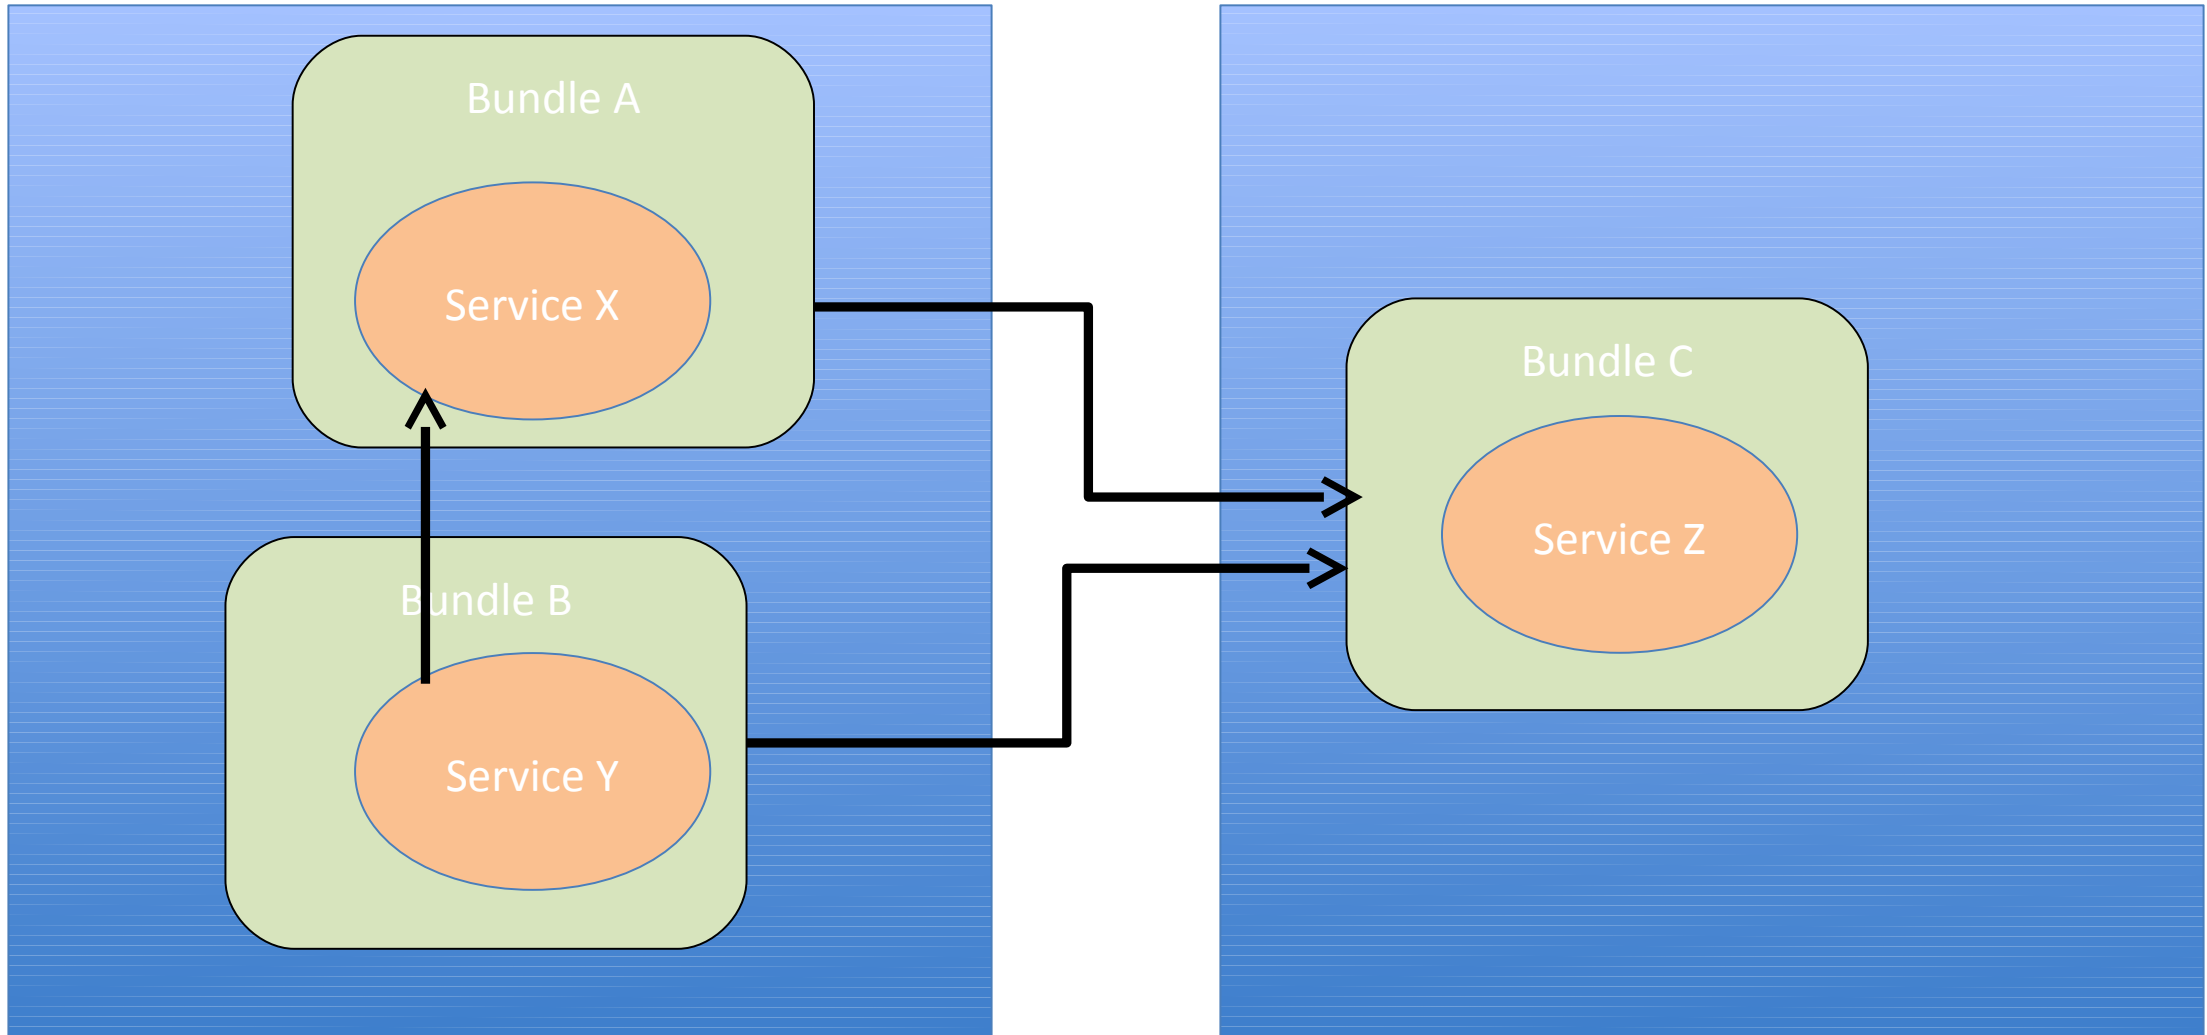 Bundle A
Service X
Bundle B
Service Y
Bundle C
Service Z